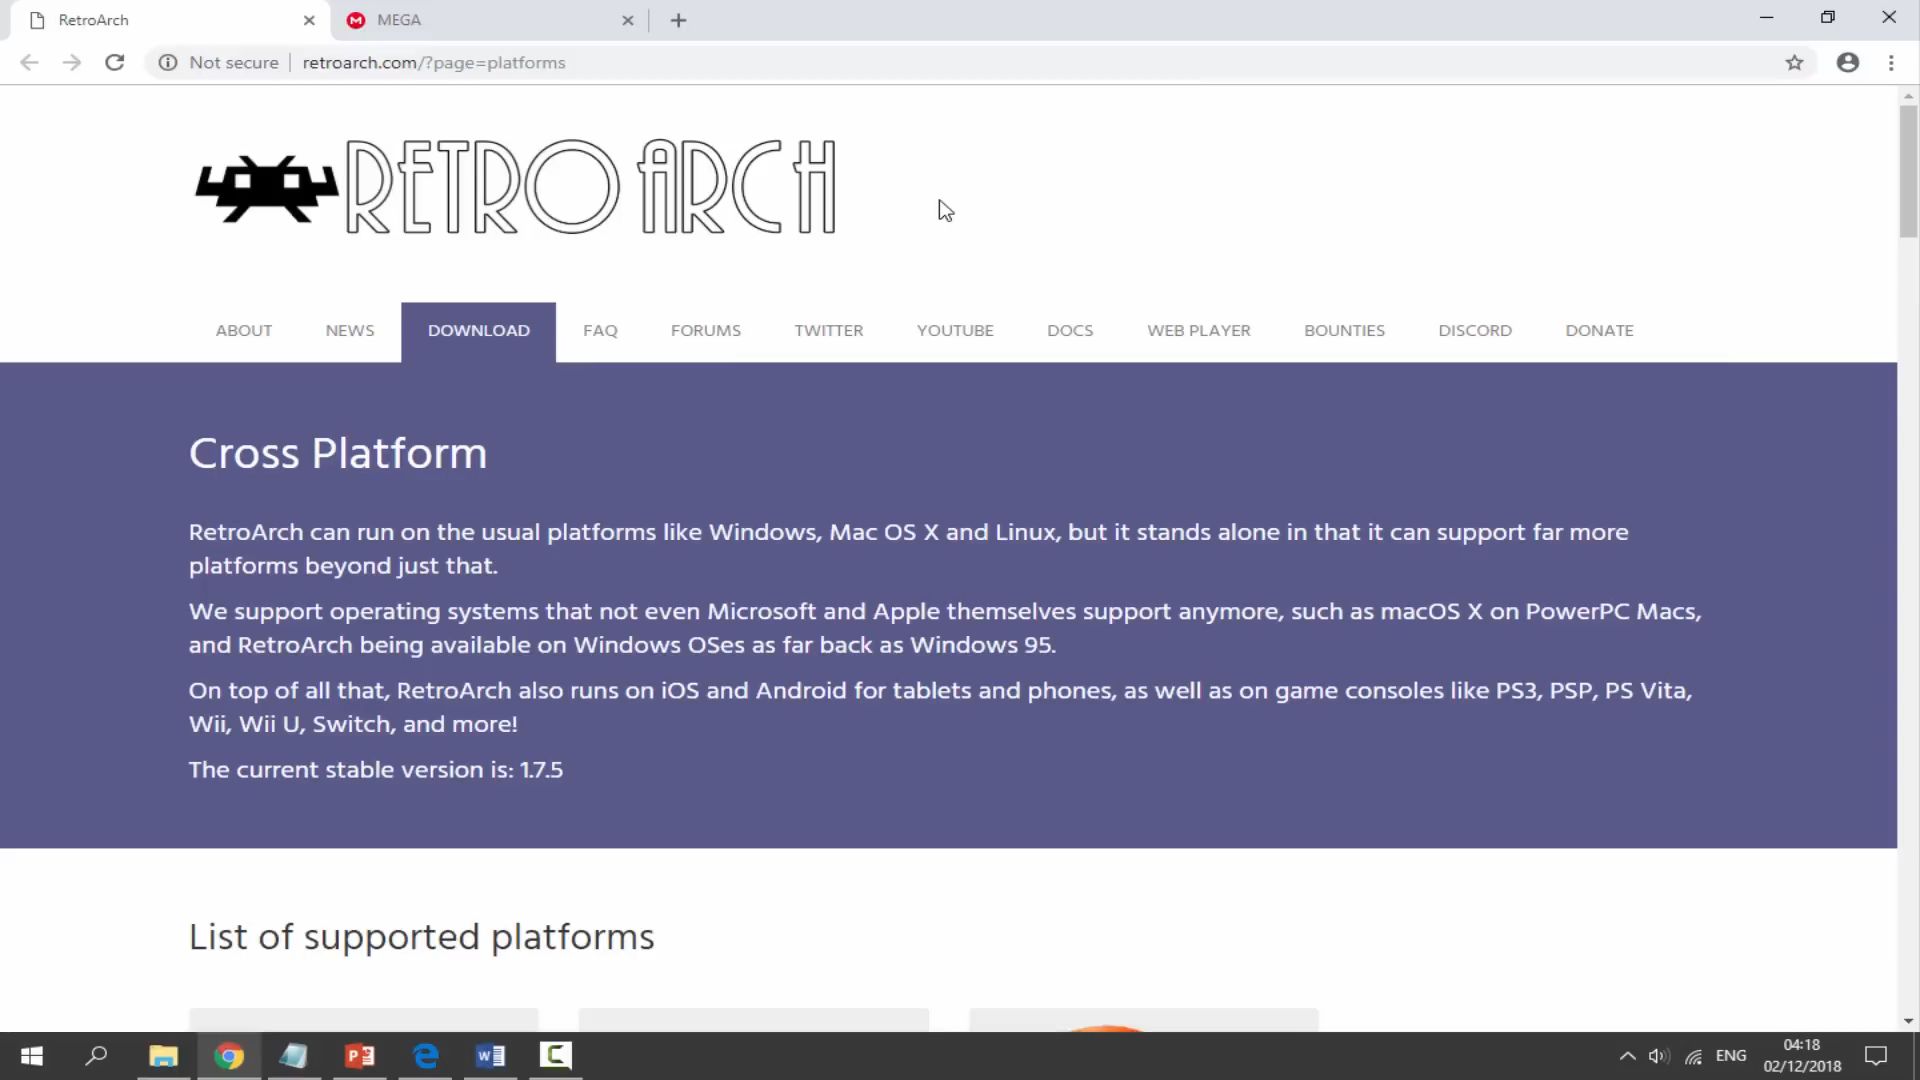 RetroArch
MEGA
Not secure
retroarch.com/?page=platforms
RETROARCH
ABOUT
NEWS
DOWNLOAD
FAQ
FORUMS
TWITTER
YOUTUBE
DOCS
WEB PLAYER
BOUNTIES
DISCORD
DONATE
Cross Platform
RetroArch can run on the usual platforms like Windows, Mac OS X and Linux, but it stands alone in that it can support far more
platforms beyond just that.
We support operating systems that not even Microsoft and Apple themselves support anymore, such as macOS X on PowerPC Macs,
and RetroArch being available on Windows OSes as far back as Windows 95.
On top of all that, RetroArch also runs on iOS and Android for tablets and phones, as well as on game consoles like PS3, PSP, PS Vita,
Wii, Wii U, Switch, and more!
The current stable version is: 1.7.5
List of supported platforms
ENG
04:18
02/12/2018